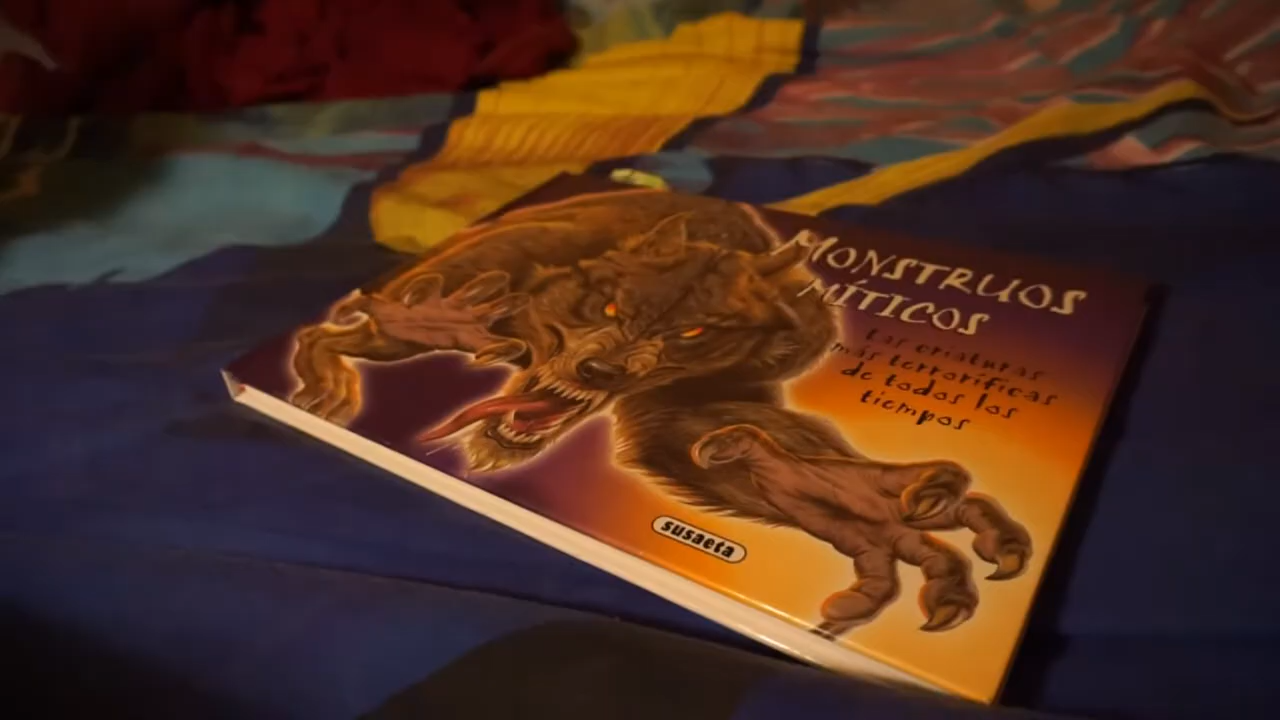 MONSTRUOS
MÍTICOS
Las criaturas
más terroríficas
de todos los
tiempos
susaeta